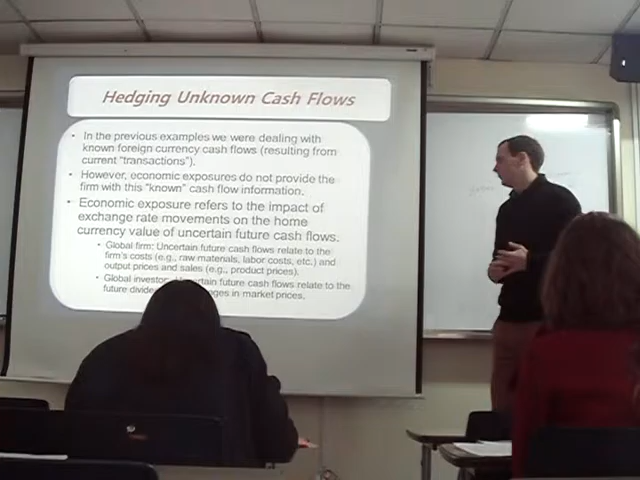 Hedging Unknown Cash Flows
• In the previous examples we were dealing with
known foreign currency cash flows (resulting from
current "transactions").
• However, economic exposures do not provide the
firm with this "known" cash flow information.
• Economic exposure refers to the impact of
exchange rate movements on the home
currency value of uncertain future cash flows.
• Global firm: Uncertain future cash flows relate to the
firm's costs (e.g., raw materials, labor costs, etc.) and
output prices and sales (e.g., product prices).
• Global investor: cash flows relate to the
future in market prices.